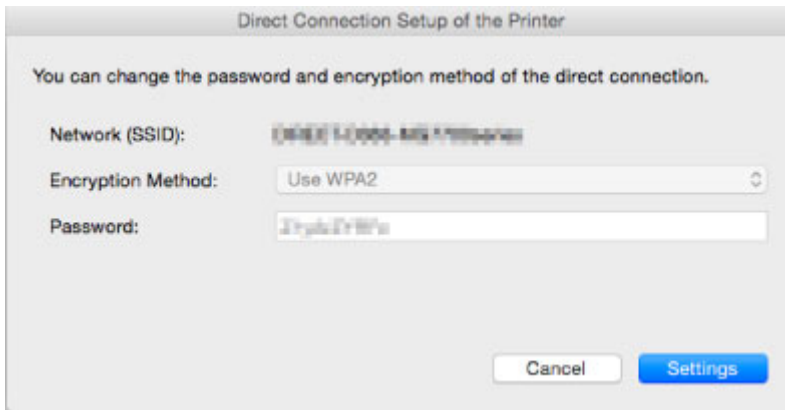 Direct Connection Setup of the Printer
You can change the password and encryption method of the direct connection.
Network (SSID):
Encryption Method: Use WPA2
Password:
Cancel Settings